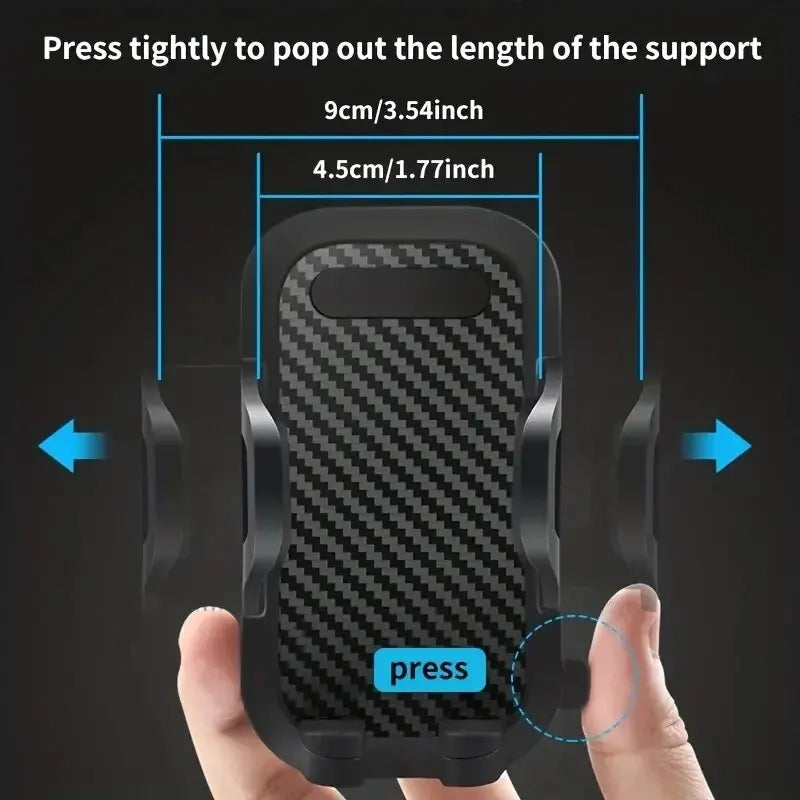 Press tightly to pop out the length of the support
9cm/3.54inch
4.5cm/1.77inch
press